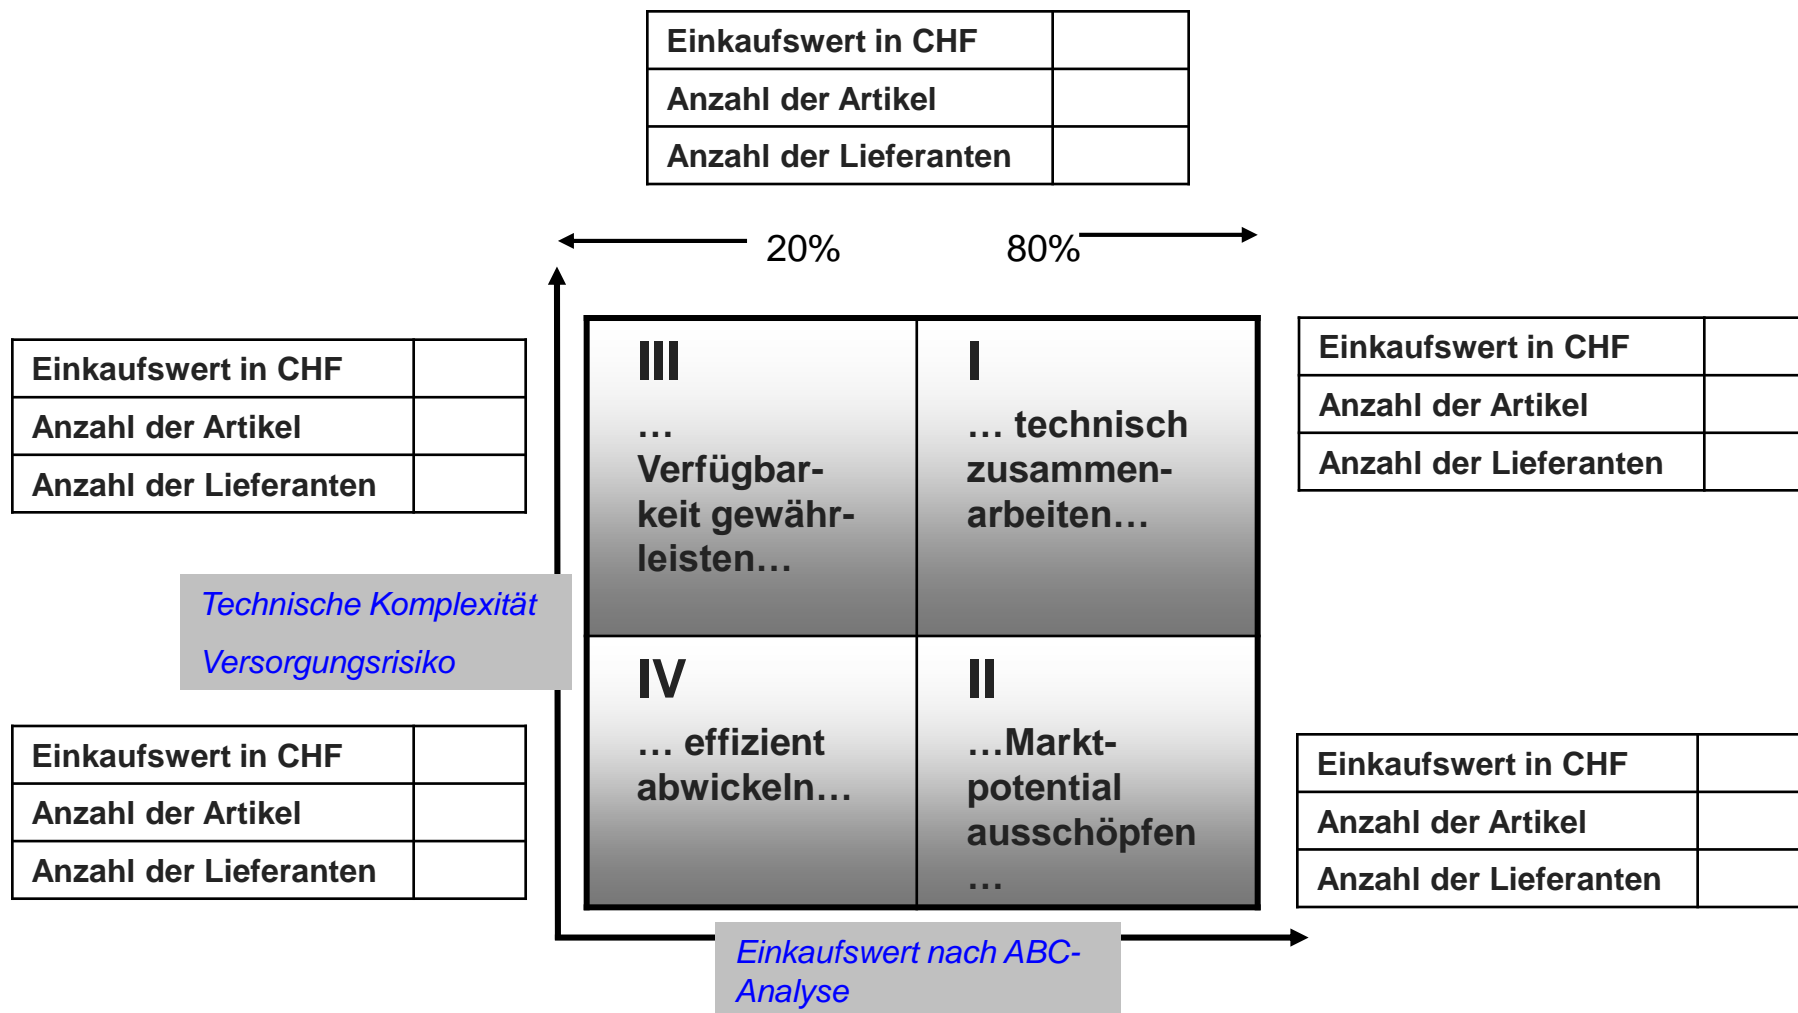 Einkaufswert in CHF
Anzahl der Artikel
Anzahl der Lieferanten
20%
80%
Einkaufswert in CHF
Anzahl der Artikel
Anzahl der Lieferanten
III
…
Verfügbar-
keit gewähr-
leisten…
I
… technisch
zusammen-
arbeiten…
Einkaufswert in CHF
Anzahl der Artikel
Anzahl der Lieferanten
Technische Komplexität
Versorgungsrisiko
Einkaufswert in CHF
Anzahl der Artikel
Anzahl der Lieferanten
IV
… effizient
abwickeln…
II
…Markt-
potential
ausschöpfen
…
Einkaufswert in CHF
Anzahl der Artikel
Anzahl der Lieferanten
Einkaufswert nach ABC-
Analyse